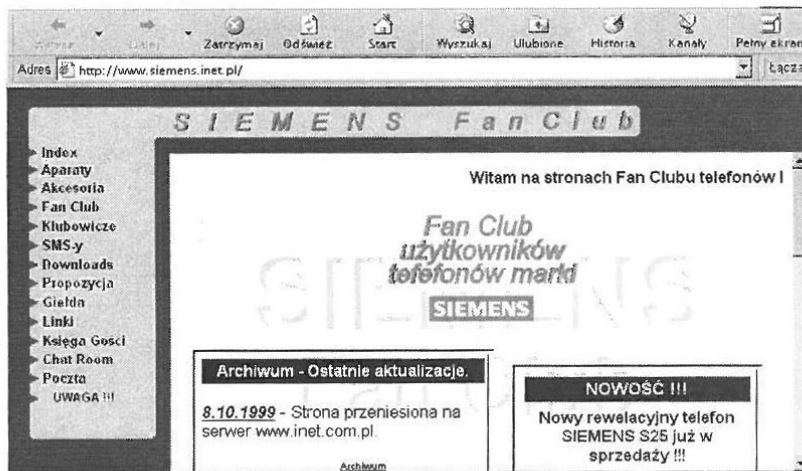 Zatrzymaj Odśwież Start Wyszukaj Ulubione Historia Kanały Pełny ekran
Adres http://www.siemens.inet.pl/ Łącza
SIEMENS FanClub
Index
Aparaty
Akcesoria
Fan Club
Klubowicze
SMS-y
Downloads
Propozycja
Giełda
Linki
Księga Gości
Chat Room
Poczta
UWAGA !!!
Witam na stronach Fan Clubu telefonów I
Fan Club
użytkowników
telefonów marki
SIEMENS
Archiwum - Ostatnie aktualizacje.
8.10.1999 - Strona przeniesiona na
serwer www.inet.com.pl.
Archiwum
NOWOŚĆ !!!
Nowy rewelacyjny telefon
SIEMENS S25 już w
sprzedaży !!!